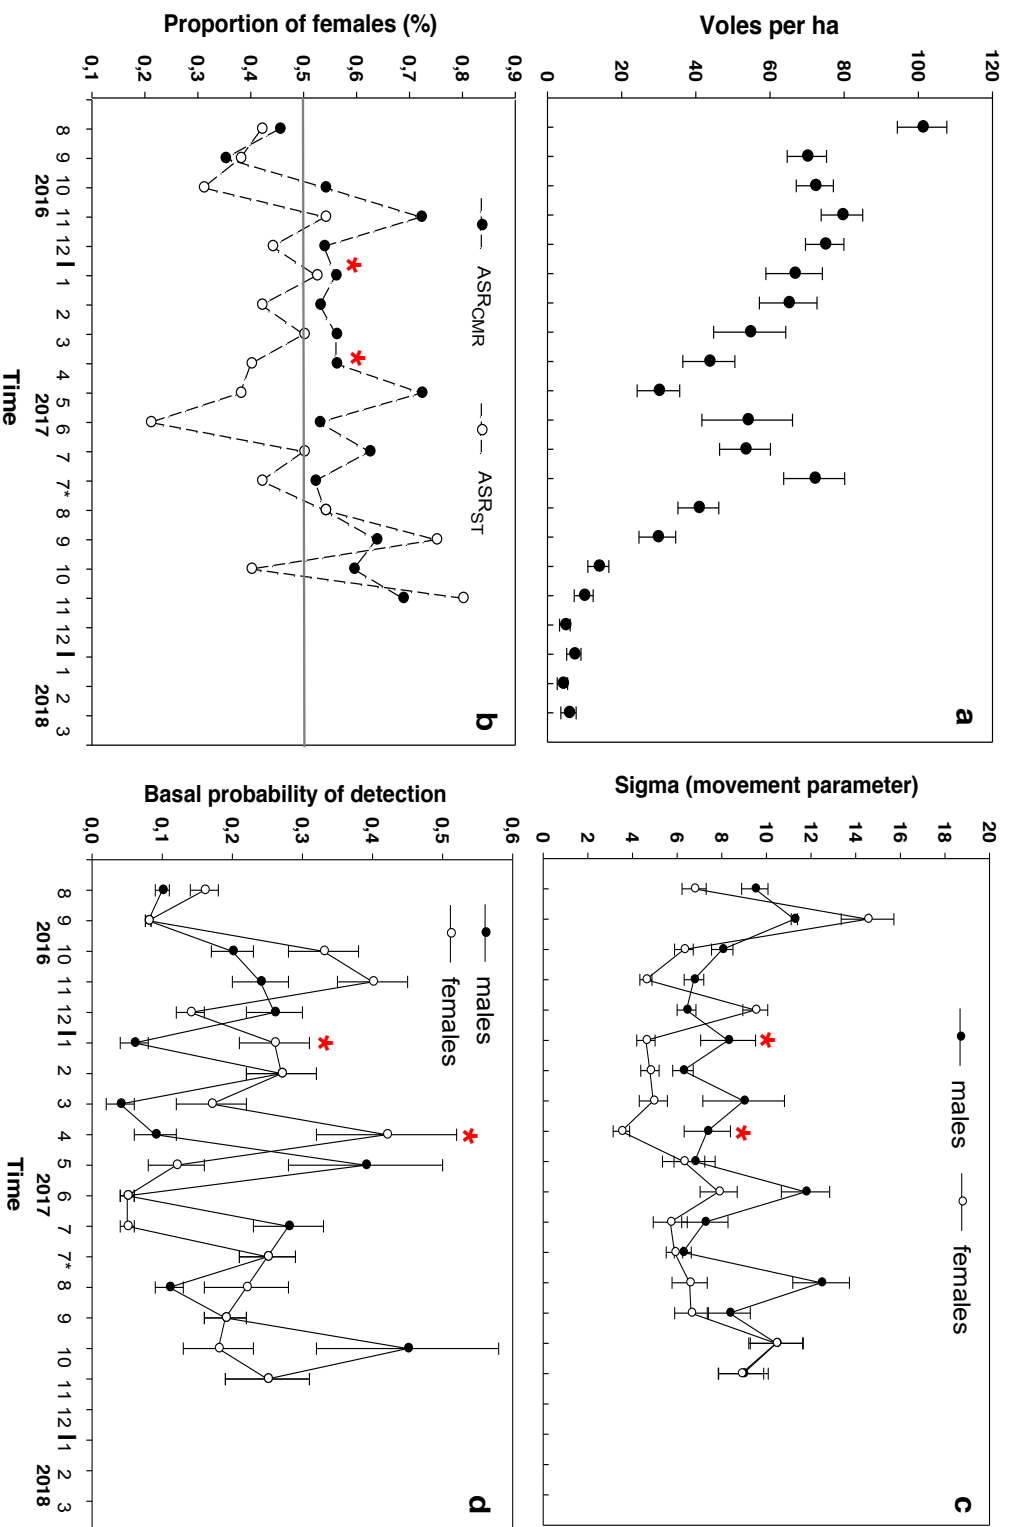 Voles per ha
120
100
80
60
40
20
0
a
Proportion of females (%)
0,9
0,8
0,7
0,6
0,5
0,4
0,3
0,2
0,1
ASR_CMR
ASR_ST
*
*
b
8 9 10 11 12 1 2 3 4 5 6 7 7* 8 9 10 11 12 1 2 3
2016 2017 2018
Time
Sigma (movement parameter)
20
18
16
14
12
10
8
6
4
2
0
males females
*
*
c
Basal probability of detection
0,6
0,5
0,4
0,3
0,2
0,1
0,0
males
females
*
*
d
8 9 10 11 12 1 2 3 4 5 6 7 7* 8 9 10 11 12 1 2 3
2016 2017 2018
Time